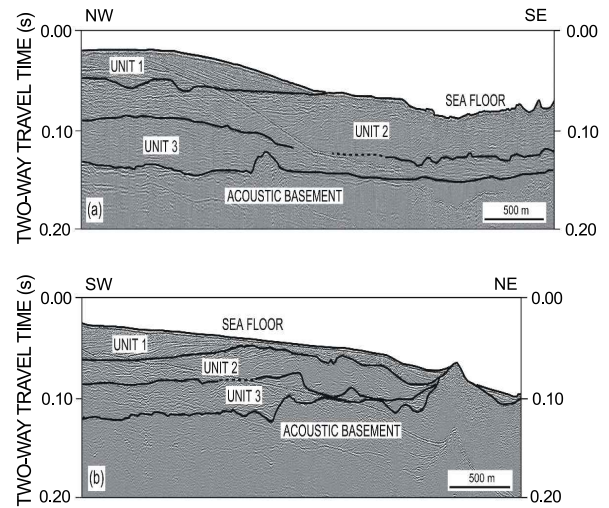 NW SE
TWO-WAY TRAVEL TIME (s)
0.00 0.00
UNIT 1
SEA FLOOR
0.10 UNIT 2 0.10
UNIT 3
ACOUSTIC BASEMENT
(a) 500 m
0.20 0.20
SW NE
TWO-WAY TRAVEL TIME (s)
0.00 0.00
SEA FLOOR
UNIT 1
UNIT 2
UNIT 3
0.10 0.10
ACOUSTIC BASEMENT
(b) 500 m
0.20 0.20